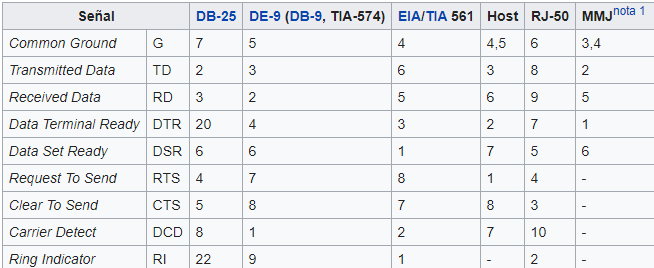 Señal DB-25 DE-9 (DB-9, TIA-574) EIA/TIA 561 Host RJ-50 MMJnota 1
Common Ground G 7 5 4 4,5 6 3,4
Transmitted Data TD 2 3 6 3 8 2
Received Data RD 3 2 5 6 9 5
Data Terminal Ready DTR 20 4 3 2 7 1
Data Set Ready DSR 6 6 1 7 5 6
Request To Send RTS 4 7 8 1 4 -
Clear To Send CTS 5 8 7 8 3 -
Carrier Detect DCD 8 1 2 7 10 -
Ring Indicator RI 22 9 1 - 2 -